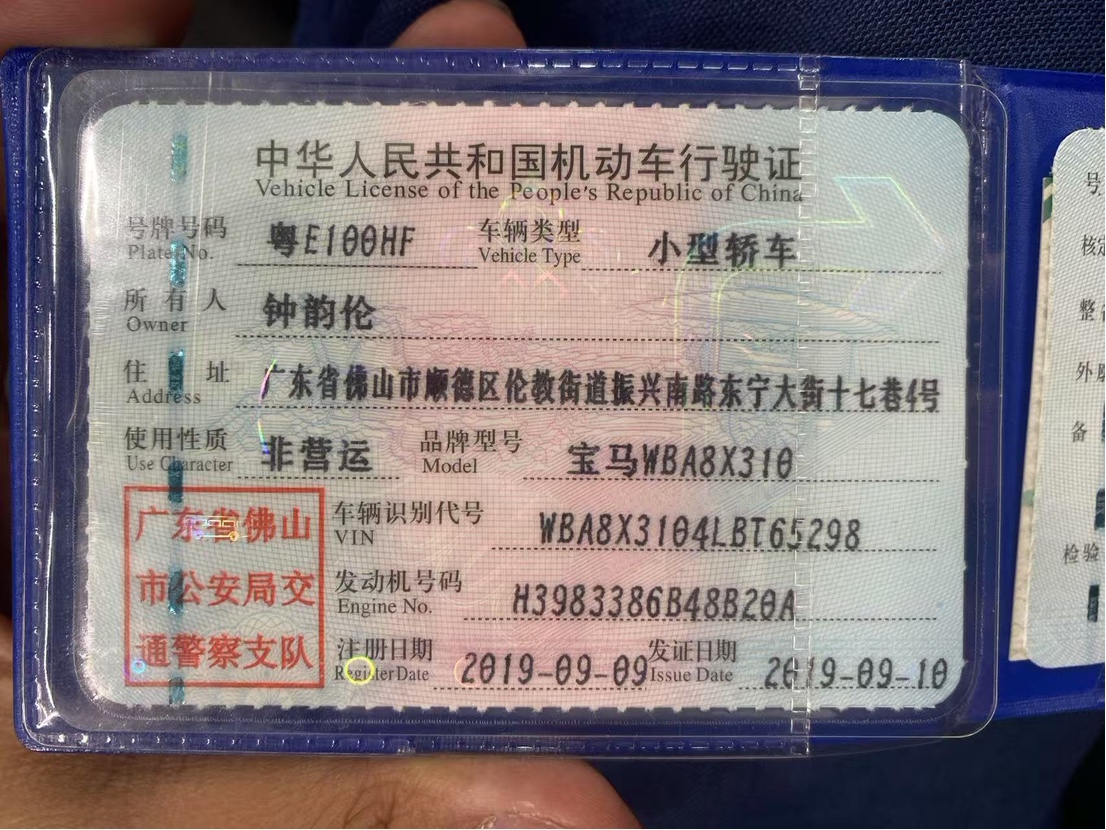 中华人民共和国机动车行驶证
Vehicle License of the People's Republic of China
号牌号码 粤E100HF 车辆类型 小型轿车
Plate No. Vehicle Type
所有人 钟韵伦
Owner
住址 广东省佛山市顺德区伦教街道振兴南路东宁大街十七巷4号
Address
使用性质 非营运 品牌型号 宝马WBA8X310
Use Character Model
广东省佛山
市公安局交
通警察支队
车辆识别代号 WBA8X3104LBT65298
VIN
发动机号码 H3983386B48B20A
Engine No.
注册日期 2019-09-09 发证日期 2019-09-10
Register Date Issue Date
号
核定
整
外
备
检验